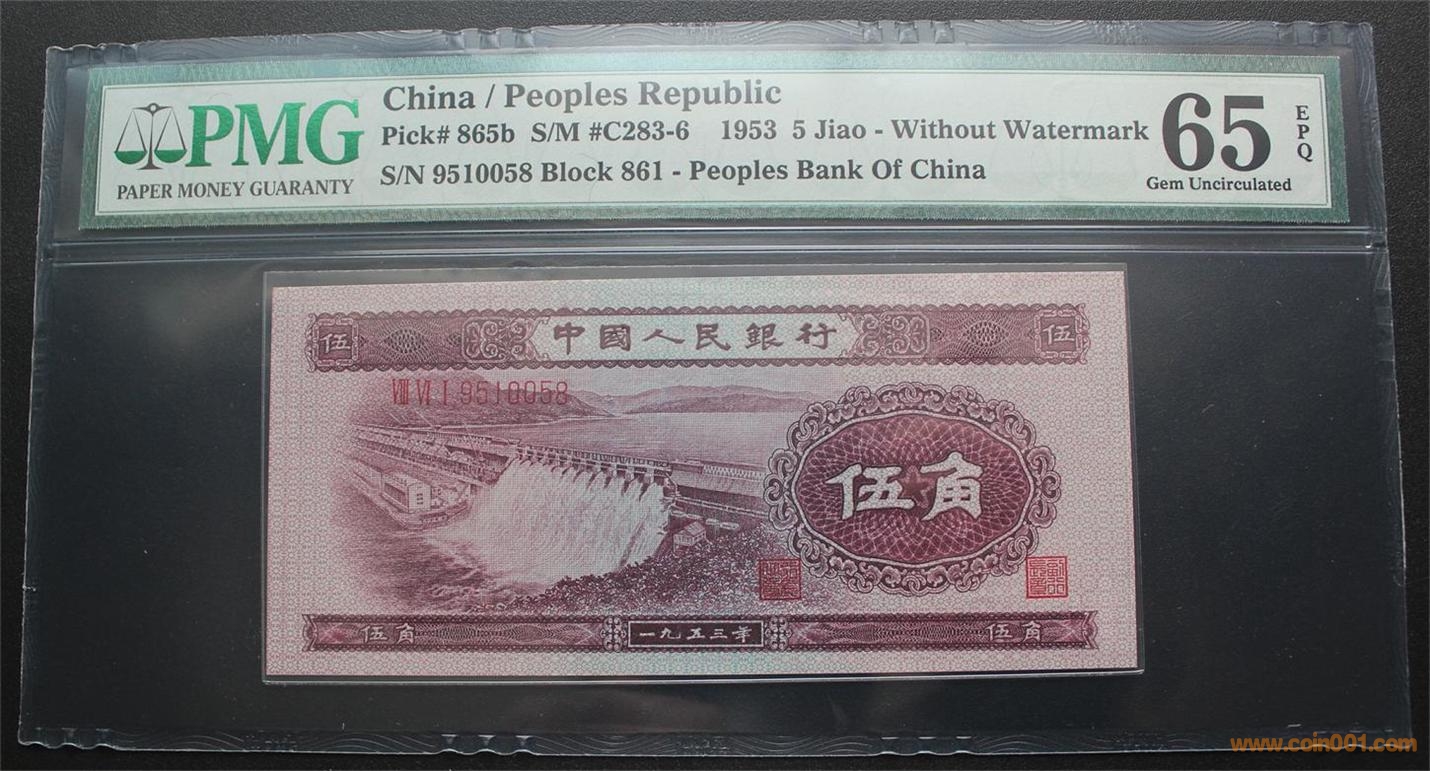 PMG
PAPER MONEY GUARANTY
China / Peoples Republic
Pick# 865b S/M #C283-6 1953 5 Jiao - Without Watermark
S/N 9510058 Block 861 - Peoples Bank Of China
65
EPQ
Gem Uncirculated
伍 中國人民銀行 伍
VIII VI I 9510058
伍角
伍角 一九五三年 伍角
www.coin001.com